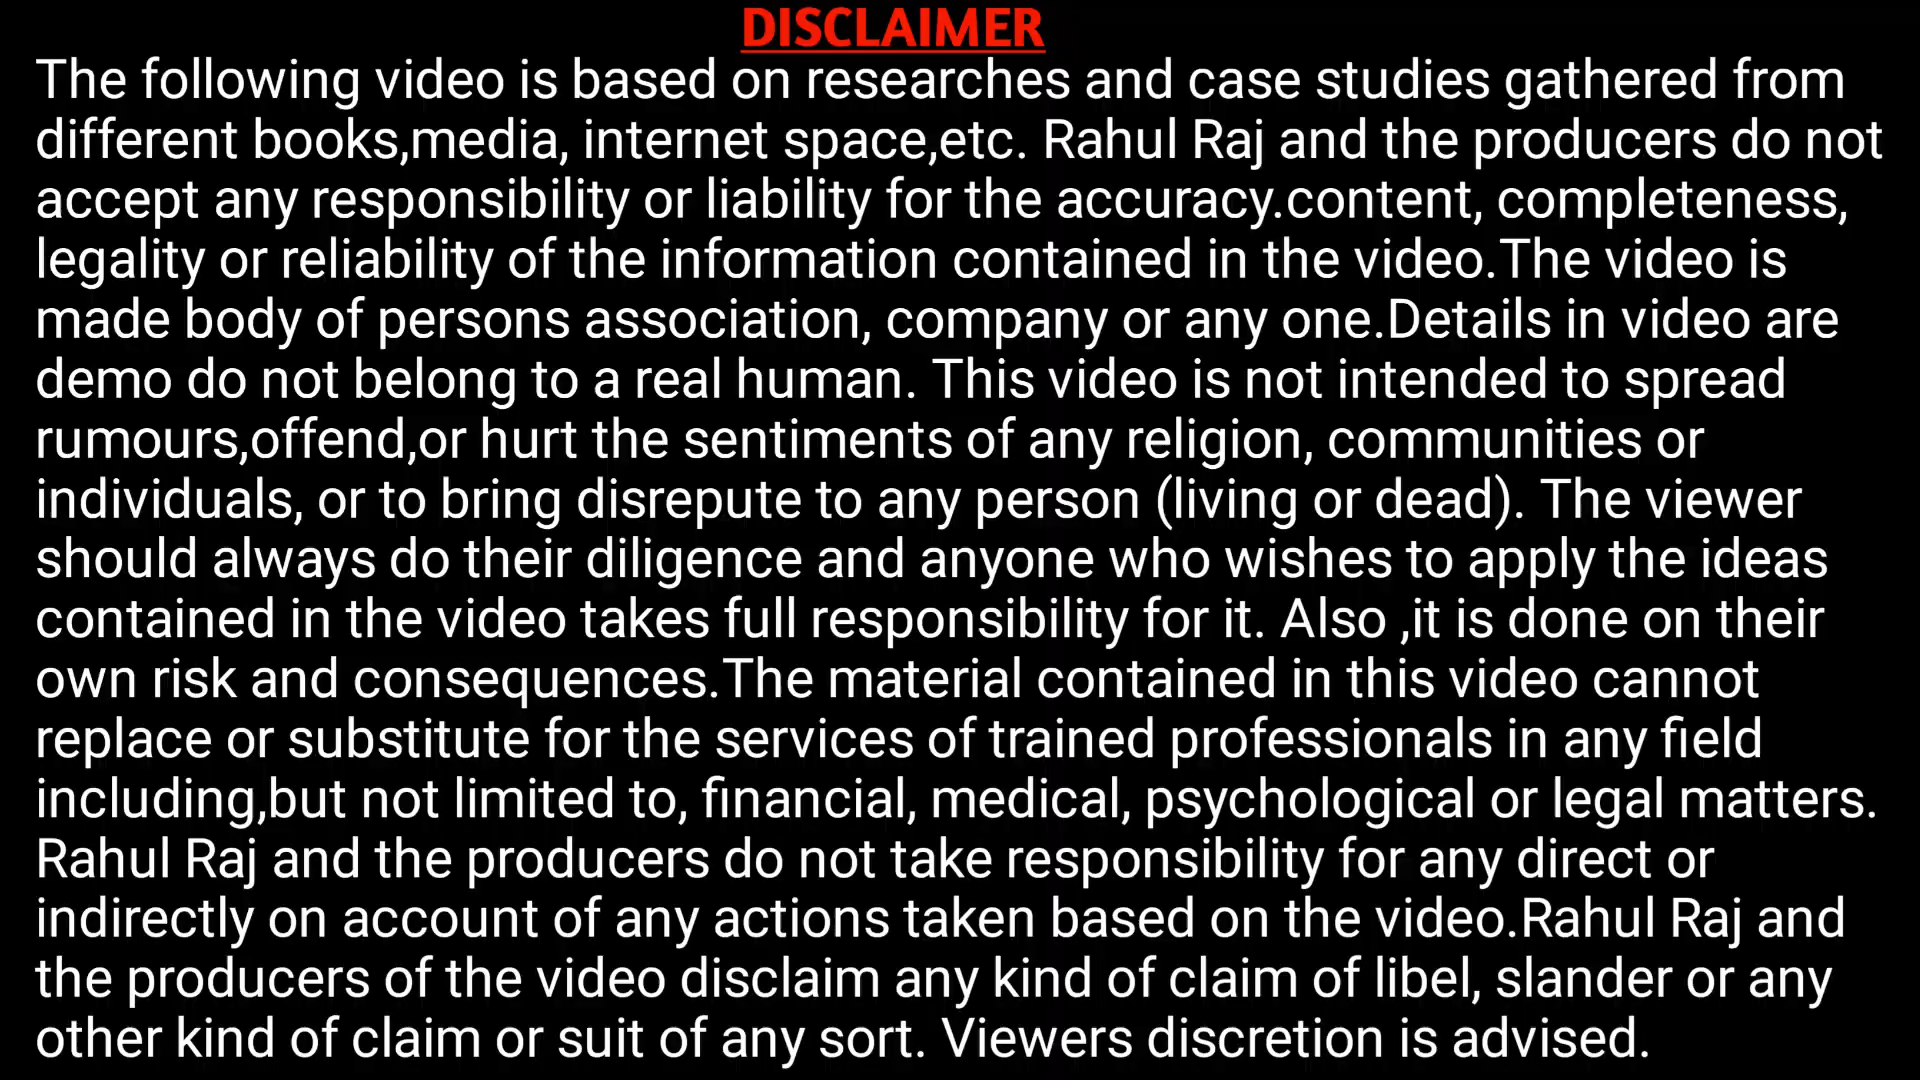 DISCLAIMER
The following video is based on researches and case studies gathered from
different books,media, internet space,etc. Rahul Raj and the producers do not
accept any responsibility or liability for the accuracy.content, completeness,
legality or reliability of the information contained in the video.The video is
made body of persons association, company or any one.Details in video are
demo do not belong to a real human. This video is not intended to spread
rumours,offend,or hurt the sentiments of any religion, communities or
individuals, or to bring disrepute to any person (living or dead). The viewer
should always do their diligence and anyone who wishes to apply the ideas
contained in the video takes full responsibility for it. Also ,it is done on their
own risk and consequences.The material contained in this video cannot
replace or substitute for the services of trained professionals in any field
including,but not limited to, financial, medical, psychological or legal matters.
Rahul Raj and the producers do not take responsibility for any direct or
indirectly on account of any actions taken based on the video.Rahul Raj and
the producers of the video disclaim any kind of claim of libel, slander or any
other kind of claim or suit of any sort. Viewers discretion is advised.